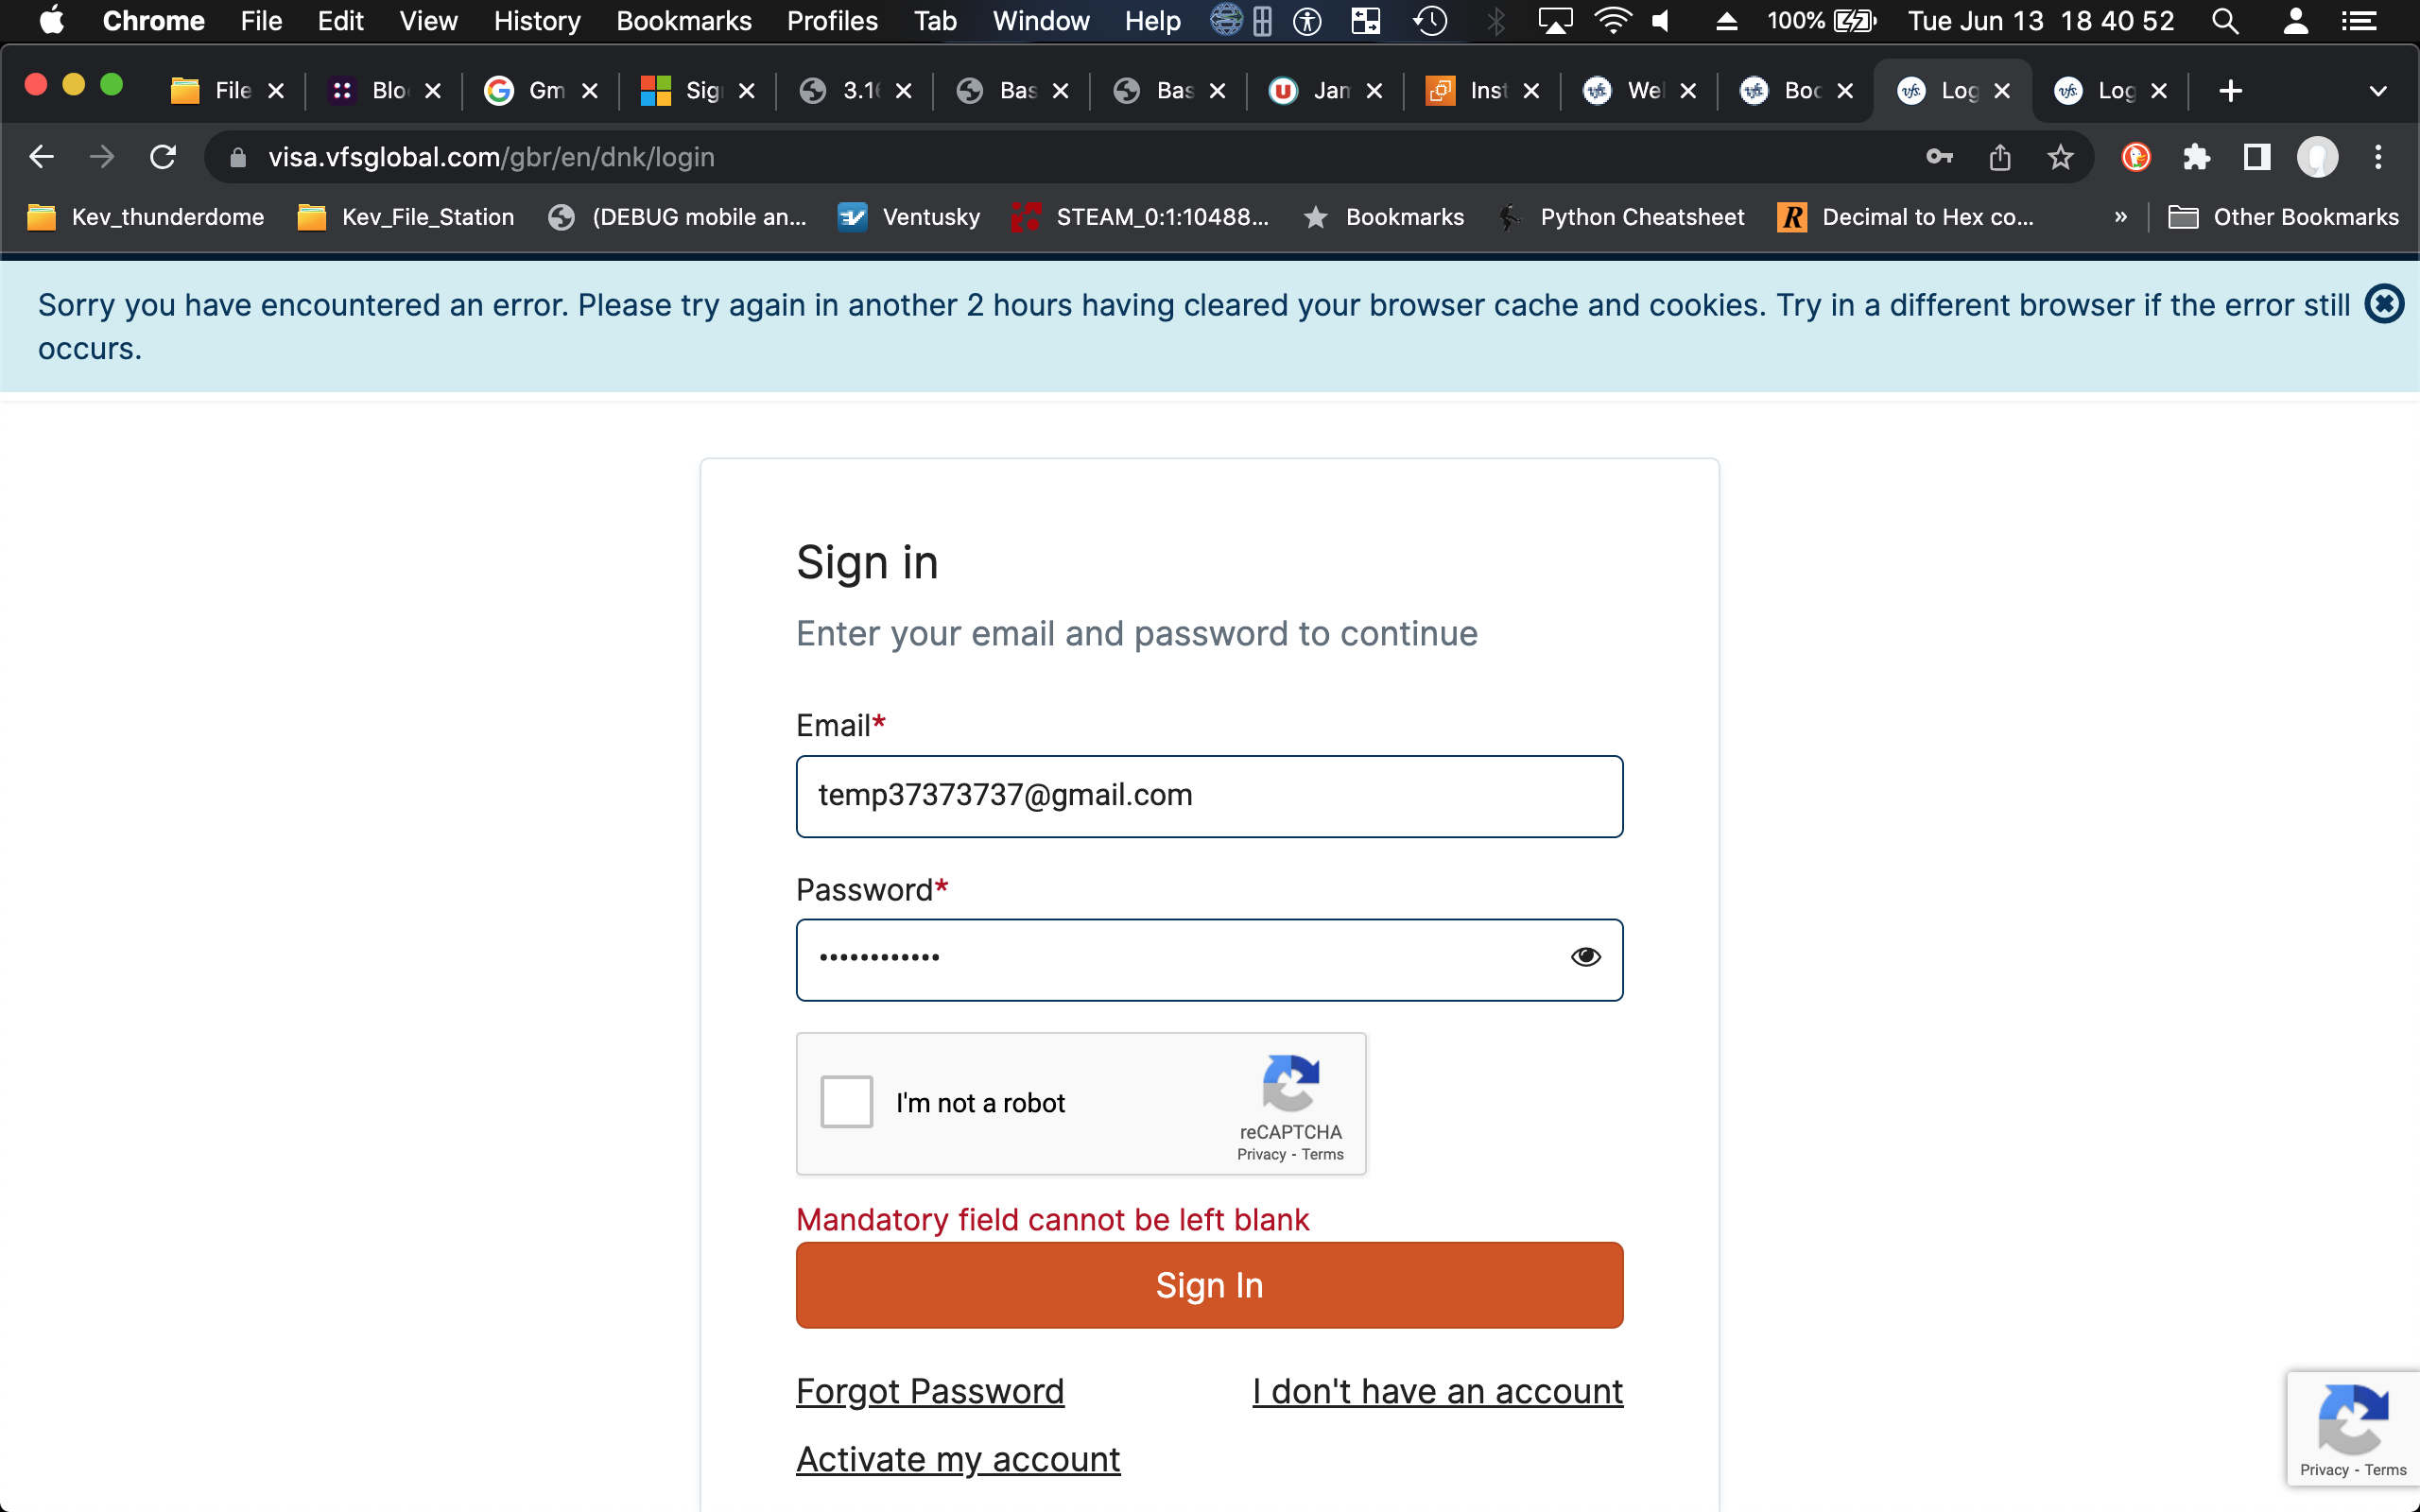 Chrome File Edit View History Bookmarks Profiles Tab Window Help 100% Tue Jun 13 18 40 52
File Blo Gm Sig 3.1 Bas Bas Jam Inst Wel Boo Log Log
visa.vfsglobal.com/gbr/en/dnk/login
Kev_thunderdome Kev_File_Station (DEBUG mobile an... Ventusky STEAM_0:1:10488... Bookmarks Python Cheatsheet Decimal to Hex co... » Other Bookmarks
Sorry you have encountered an error. Please try again in another 2 hours having cleared your browser cache and cookies. Try in a different browser if the error still
occurs.
Sign in
Enter your email and password to continue
Email*
temp37373737@gmail.com
Password*
••••••••••••
I'm not a robot
reCAPTCHA
Privacy - Terms
Mandatory field cannot be left blank
Sign In
Forgot Password I don't have an account
Activate my account
Privacy - Terms